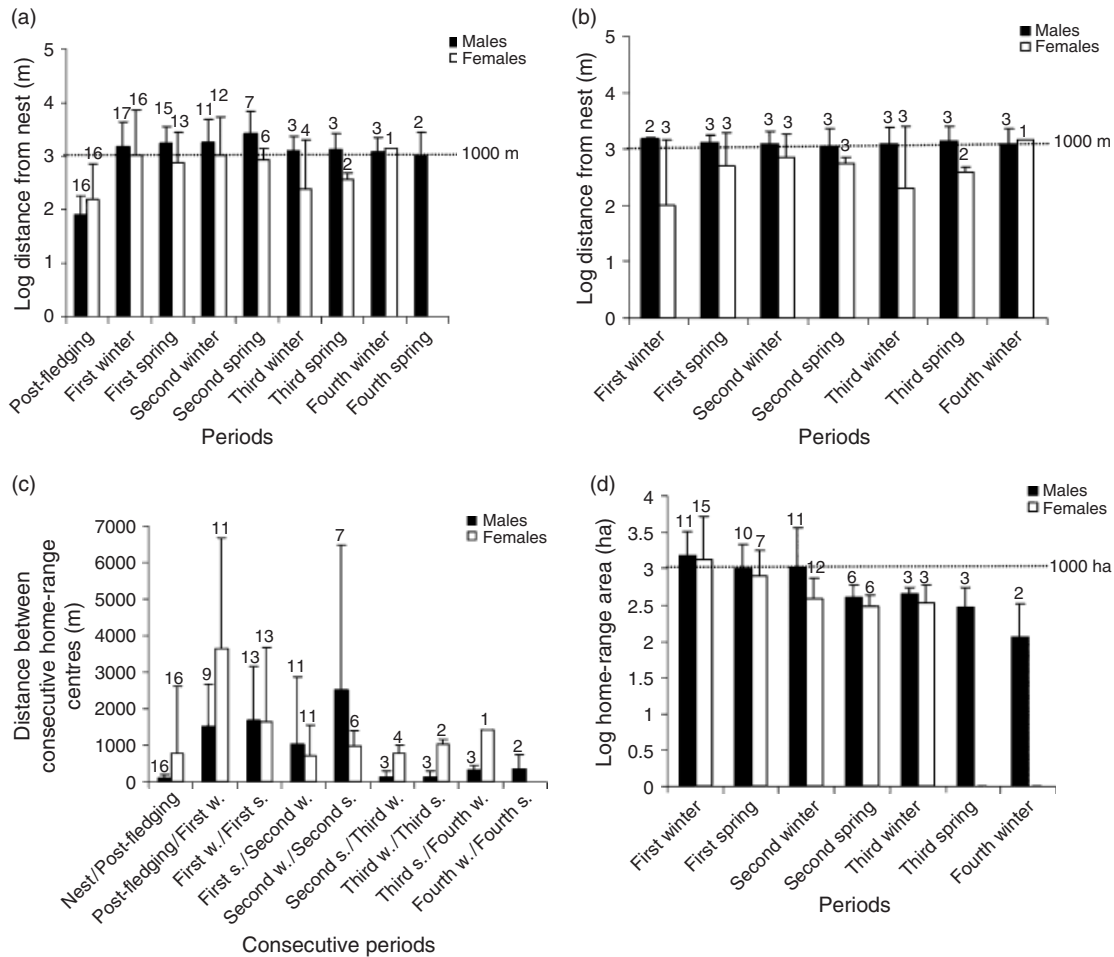 (a)
Males
Females
Log distance from nest (m)
5
4
3
2
1
0
16
16
17
16
15
13
11
12
7
6
3
4
3
2
3
1
2
1000 m
Post-fledging
First winter
First spring
Second winter
Second spring
Third winter
Third spring
Fourth winter
Fourth spring
Periods
(b)
Males
Females
Log distance from nest (m)
5
4
3
2
1
0
2
3
3
3
3
3
3
3
3
3
3
2
3
1
1000 m
First winter
First spring
Second winter
Second spring
Third winter
Third spring
Fourth winter
Periods
(c)
Males
Females
Distance between
consecutive home-range
centres (m)
7000
6000
5000
4000
3000
2000
1000
0
16
16
9
11
13
13
11
11
7
6
3
4
3
2
3
1
2
Nest/Post-fledging
Post-fledging/First w.
First w./First s.
First s./Second w.
Second w./Second s.
Second s./Third w.
Third w./Third s.
Third s./Fourth w.
Fourth w./Fourth s.
Consecutive periods
(d)
Males
Females
Log home-range area (ha)
4
3.5
3
2.5
2
1.5
1
0.5
0
11
15
10
7
11
12
6
6
3
3
3
2
1000 ha
First winter
First spring
Second winter
Second spring
Third winter
Third spring
Fourth winter
Periods